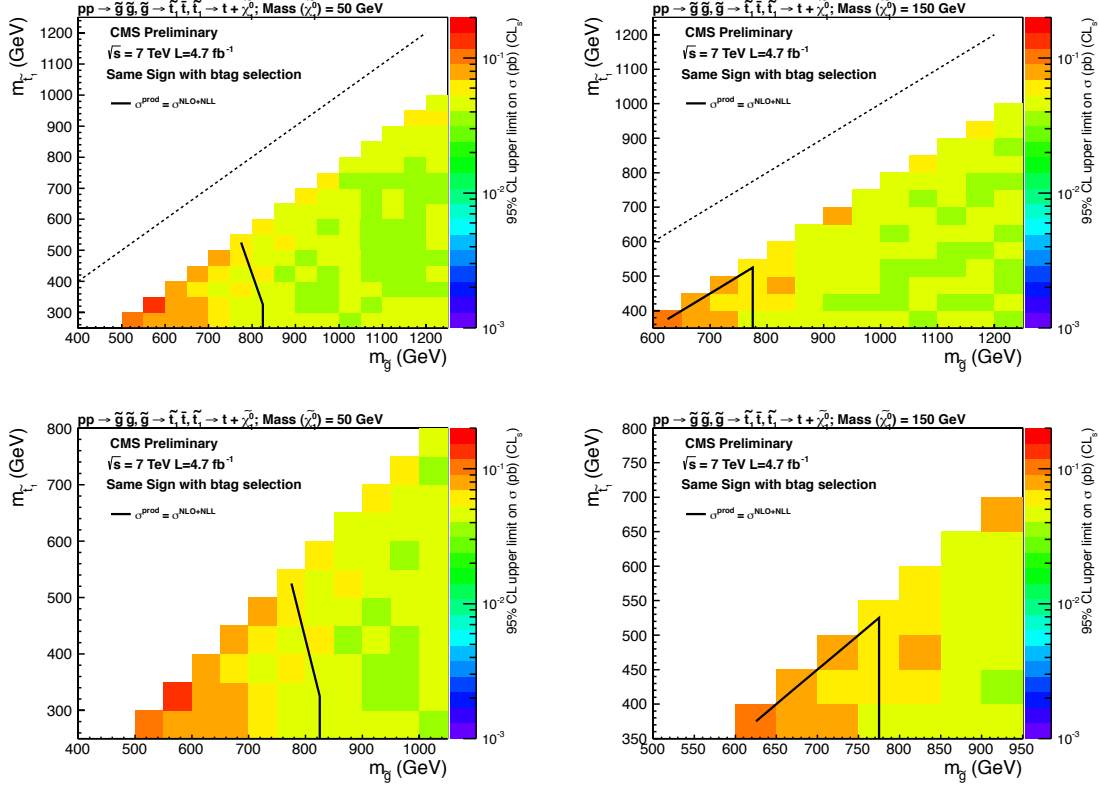 pp → g̃ g̃, g̃ → t̃₁ t̄, t̃₁ → t + χ̃₁⁰; Mass (χ̃₁⁰) = 50 GeV
CMS Preliminary
√s = 7 TeV L=4.7 fb⁻¹
Same Sign with btag selection
σᵖʳᵒᵈ = σᴺᴸᴼ⁺ᴺᴸᴸ
m_t̃₁ (GeV)
1200
1100
1000
900
800
700
600
500
400
300
400 500 600 700 800 900 1000 1100 1200
m_g̃ (GeV)
10⁻¹
10⁻²
10⁻³
95% CL upper limit on σ (pb) (CLₛ)
pp → g̃ g̃, g̃ → t̃₁ t̄, t̃₁ → t + χ̃₁⁰; Mass (χ̃₁⁰) = 150 GeV
CMS Preliminary
√s = 7 TeV L=4.7 fb⁻¹
Same Sign with btag selection
σᵖʳᵒᵈ = σᴺᴸᴼ⁺ᴺᴸᴸ
m_t̃₁ (GeV)
1200
1100
1000
900
800
700
600
500
400
600 700 800 900 1000 1100 1200
m_g̃ (GeV)
10⁻¹
10⁻²
10⁻³
95% CL upper limit on σ (pb) (CLₛ)
pp → g̃ g̃, g̃ → t̃₁ t̄, t̃₁ → t + χ̃₁⁰; Mass (χ̃₁⁰) = 50 GeV
CMS Preliminary
√s = 7 TeV L=4.7 fb⁻¹
Same Sign with btag selection
σᵖʳᵒᵈ = σᴺᴸᴼ⁺ᴺᴸᴸ
m_t̃₁ (GeV)
800
700
600
500
400
300
400 500 600 700 800 900 1000
m_g̃ (GeV)
10⁻¹
10⁻²
10⁻³
95% CL upper limit on σ (pb) (CLₛ)
pp → g̃ g̃, g̃ → t̃₁ t̄, t̃₁ → t + χ̃₁⁰; Mass (χ̃₁⁰) = 150 GeV
CMS Preliminary
√s = 7 TeV L=4.7 fb⁻¹
Same Sign with btag selection
σᵖʳᵒᵈ = σᴺᴸᴼ⁺ᴺᴸᴸ
m_t̃₁ (GeV)
800
750
700
650
600
550
500
450
400
350
500 550 600 650 700 750 800 850 900 950
m_g̃ (GeV)
10⁻¹
10⁻²
10⁻³
95% CL upper limit on σ (pb) (CLₛ)